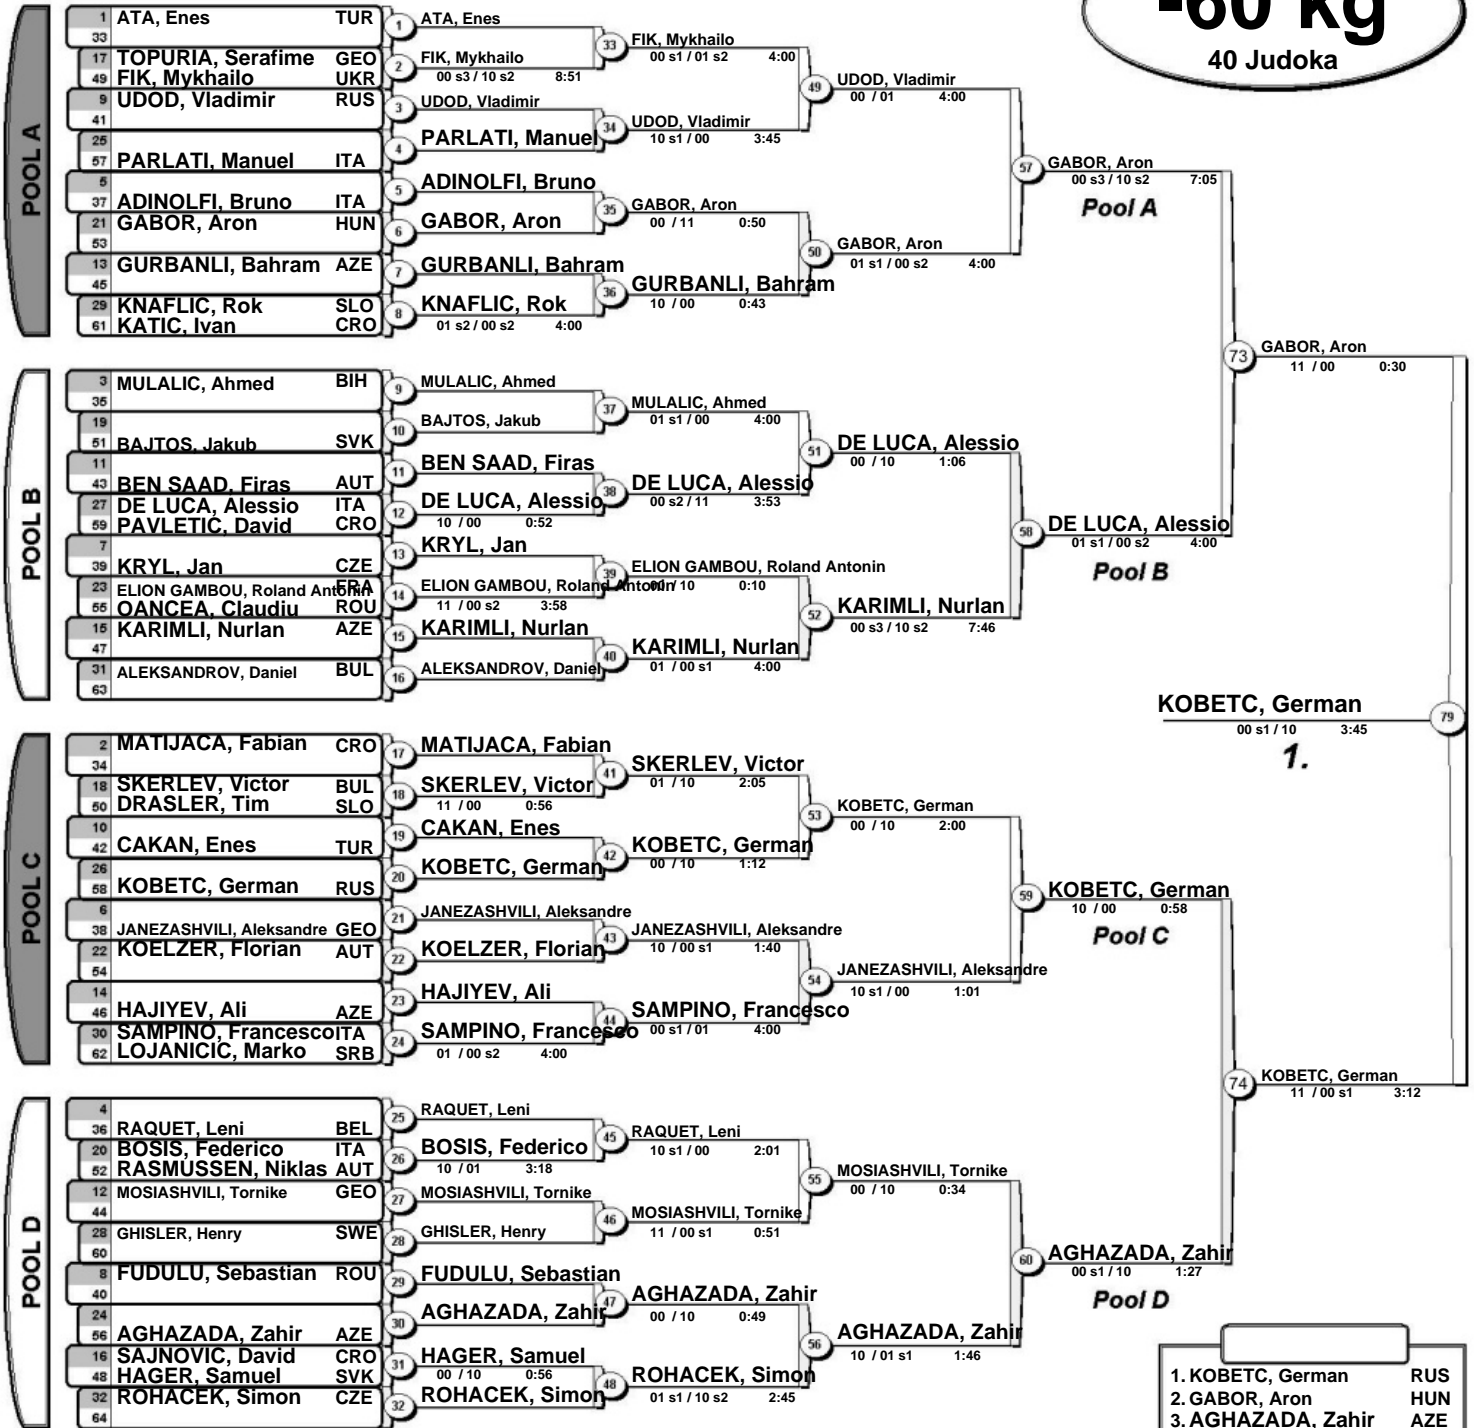 -60 kg
40 Judoka
POOL A
1 ATA, Enes TUR
33
17 TOPURIA, Serafime GEO
49 FIK, Mykhailo UKR
9 UDOD, Vladimir RUS
41
25
57 PARLATI, Manuel ITA
5
37 ADINOLFI, Bruno ITA
21 GABOR, Aron HUN
53
13 GURBANLI, Bahram AZE
45
29 KNAFLIC, Rok SLO
61 KATIC, Ivan CRO
1 ATA, Enes
2 FIK, Mykhailo
00 s3 / 10 s2 8:51
3 UDOD, Vladimir
4 PARLATI, Manuel
5 ADINOLFI, Bruno
6 GABOR, Aron
7 GURBANLI, Bahram
8 KNAFLIC, Rok
01 s2 / 00 s2 4:00
33 FIK, Mykhailo
00 s1 / 01 s2 4:00
34 UDOD, Vladimir
10 s1 / 00 3:45
35 GABOR, Aron
00 / 11 0:50
36 GURBANLI, Bahram
10 / 00 0:43
49 UDOD, Vladimir
00 / 01 4:00
50 GABOR, Aron
01 s1 / 00 s2 4:00
57 GABOR, Aron
00 s3 / 10 s2 7:05
Pool A
POOL B
3 MULALIC, Ahmed BIH
35
19
51 BAJTOS, Jakub SVK
11
43 BEN SAAD, Firas AUT
27 DE LUCA, Alessio ITA
59 PAVLETIC, David CRO
7
39 KRYL, Jan CZE
23 ELION GAMBOU, Roland Antonin FRA
55 OANCEA, Claudiu ROU
15 KARIMLI, Nurlan AZE
47
31 ALEKSANDROV, Daniel BUL
63
9 MULALIC, Ahmed
10 BAJTOS, Jakub
11 BEN SAAD, Firas
12 DE LUCA, Alessio
10 / 00 0:52
13 KRYL, Jan
14 ELION GAMBOU, Roland Antonin
11 / 00 s2 3:58
15 KARIMLI, Nurlan
16 ALEKSANDROV, Daniel
37 MULALIC, Ahmed
01 s1 / 00 4:00
38 DE LUCA, Alessio
00 s2 / 11 3:53
39 ELION GAMBOU, Roland Antonin
00 / 10 0:10
40 KARIMLI, Nurlan
01 / 00 s1 4:00
51 DE LUCA, Alessio
00 / 10 1:06
52 KARIMLI, Nurlan
00 s3 / 10 s2 7:46
58 DE LUCA, Alessio
01 s1 / 00 s2 4:00
Pool B
73 GABOR, Aron
11 / 00 0:30
KOBETC, German 79
00 s1 / 10 3:45
1.
POOL C
2 MATIJACA, Fabian CRO
34
18 SKERLEV, Victor BUL
50 DRASLER, Tim SLO
10
42 CAKAN, Enes TUR
26
58 KOBETC, German RUS
6
38 JANEZASHVILI, Aleksandre GEO
22 KOELZER, Florian AUT
54
14
46 HAJIYEV, Ali AZE
30 SAMPINO, Francesco ITA
62 LOJANICIC, Marko SRB
17 MATIJACA, Fabian
18 SKERLEV, Victor
11 / 00 0:56
19 CAKAN, Enes
20 KOBETC, German
21 JANEZASHVILI, Aleksandre
22 KOELZER, Florian
23 HAJIYEV, Ali
24 SAMPINO, Francesco
01 / 00 s2 4:00
41 SKERLEV, Victor
01 / 10 2:05
42 KOBETC, German
00 / 10 1:12
43 JANEZASHVILI, Aleksandre
10 / 00 s1 1:40
44 SAMPINO, Francesco
00 s1 / 01 4:00
53 KOBETC, German
00 / 10 2:00
54 JANEZASHVILI, Aleksandre
10 s1 / 00 1:01
59 KOBETC, German
10 / 00 0:58
Pool C
74 KOBETC, German
11 / 00 s1 3:12
POOL D
4
36 RAQUET, Leni BEL
20 BOSIS, Federico ITA
52 RASMUSSEN, Niklas AUT
12 MOSIASHVILI, Tornike GEO
44
28 GHISLER, Henry SWE
60
8 FUDULU, Sebastian ROU
40
24
56 AGHAZADA, Zahir AZE
16 SAJNOVIC, David CRO
48 HAGER, Samuel SVK
32 ROHACEK, Simon CZE
64
25 RAQUET, Leni
26 BOSIS, Federico
10 / 01 3:18
27 MOSIASHVILI, Tornike
28 GHISLER, Henry
29 FUDULU, Sebastian
30 AGHAZADA, Zahir
31 HAGER, Samuel
00 / 10 0:56
32 ROHACEK, Simon
45 RAQUET, Leni
10 s1 / 00 2:01
46 MOSIASHVILI, Tornike
11 / 00 s1 0:51
47 AGHAZADA, Zahir
00 / 10 0:49
48 ROHACEK, Simon
01 s1 / 10 s2 2:45
55 MOSIASHVILI, Tornike
00 / 10 0:34
56 AGHAZADA, Zahir
10 / 01 s1 1:46
60 AGHAZADA, Zahir
00 s1 / 10 1:27
Pool D
1. KOBETC, German RUS
2. GABOR, Aron HUN
3. AGHAZADA, Zahir AZE